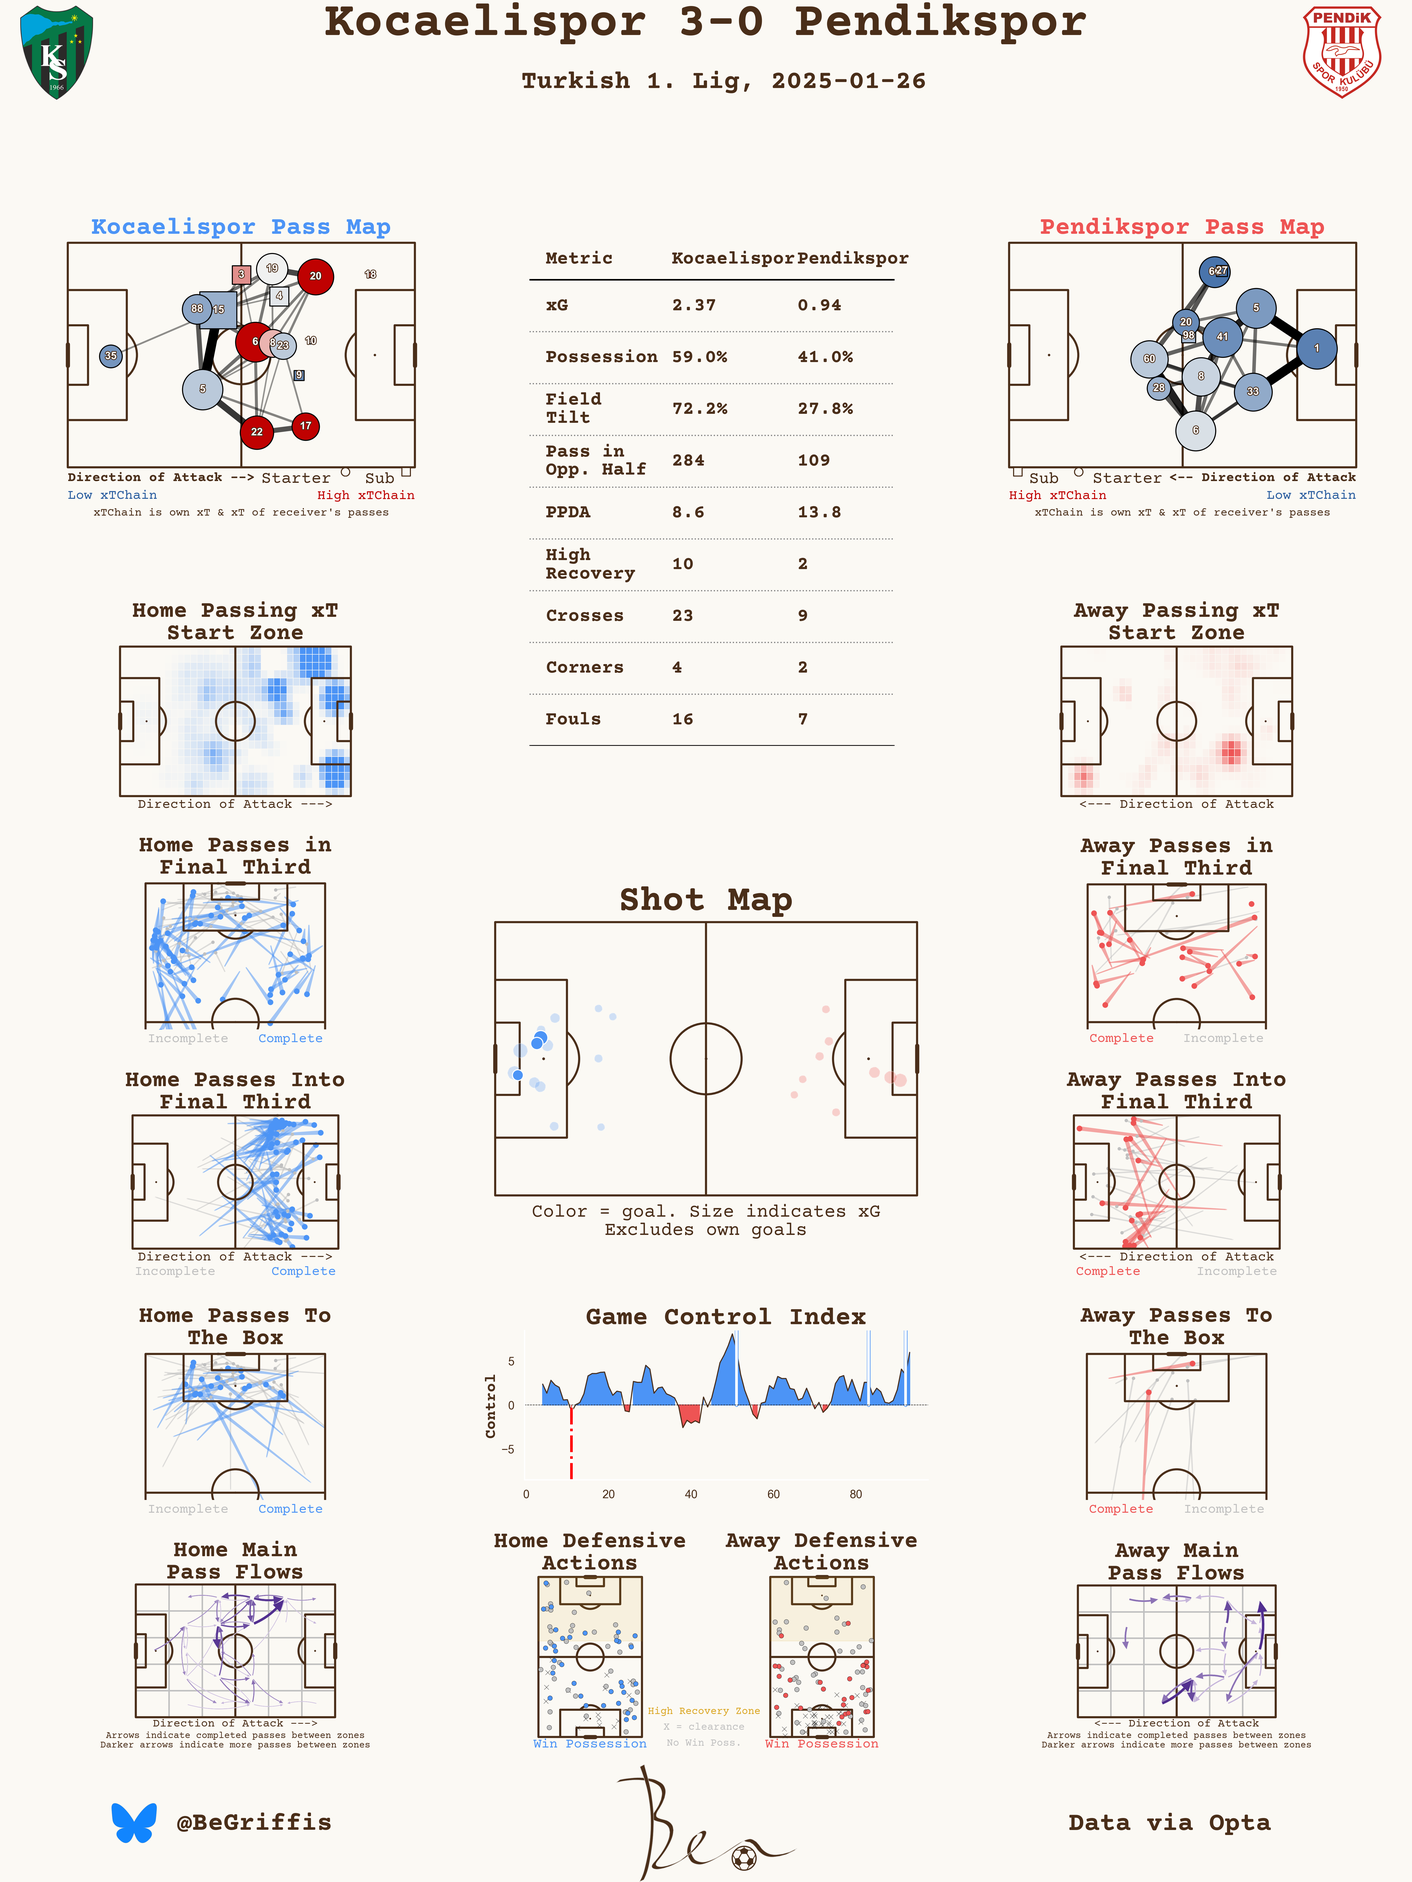 Kocaelispor 3-0 Pendikspor
Turkish 1. Lig, 2025-01-26
KS
1966
PENDİK
SPOR KULÜBÜ
1950
Kocaelispor Pass Map
3
19
20
18
4
88
15
6
8
23
10
35
9
5
22
17
Direction of Attack --> Starter Sub
Low xTChain High xTChain
xTChain is own xT & xT of receiver's passes
Metric Kocaelispor Pendikspor
xG 2.37 0.94
Possession 59.0% 41.0%
Field
Tilt 72.2% 27.8%
Pass in
Opp. Half 284 109
PPDA 8.6 13.8
High
Recovery 10 2
Crosses 23 9
Corners 4 2
Fouls 16 7
Pendikspor Pass Map
27
5
20
98
41
1
60
8
28
33
6
Sub Starter <-- Direction of Attack
High xTChain Low xTChain
xTChain is own xT & xT of receiver's passes
Home Passing xT
Start Zone
Direction of Attack --->
Away Passing xT
Start Zone
<--- Direction of Attack
Home Passes in
Final Third
Incomplete Complete
Away Passes in
Final Third
Complete Incomplete
Shot Map
Color = goal. Size indicates xG
Excludes own goals
Home Passes Into
Final Third
Direction of Attack --->
Incomplete Complete
Away Passes Into
Final Third
<--- Direction of Attack
Complete Incomplete
Home Passes To
The Box
Incomplete Complete
Game Control Index
Control
5
0
−5
0 20 40 60 80
Away Passes To
The Box
Complete Incomplete
Home Main
Pass Flows
Direction of Attack --->
Arrows indicate completed passes between zones
Darker arrows indicate more passes between zones
Home Defensive
Actions
Win Possession
High Recovery Zone
X = clearance
No Win Poss.
Away Defensive
Actions
Win Possession
Away Main
Pass Flows
<--- Direction of Attack
Arrows indicate completed passes between zones
Darker arrows indicate more passes between zones
@BeGriffis
Ben
Data via Opta